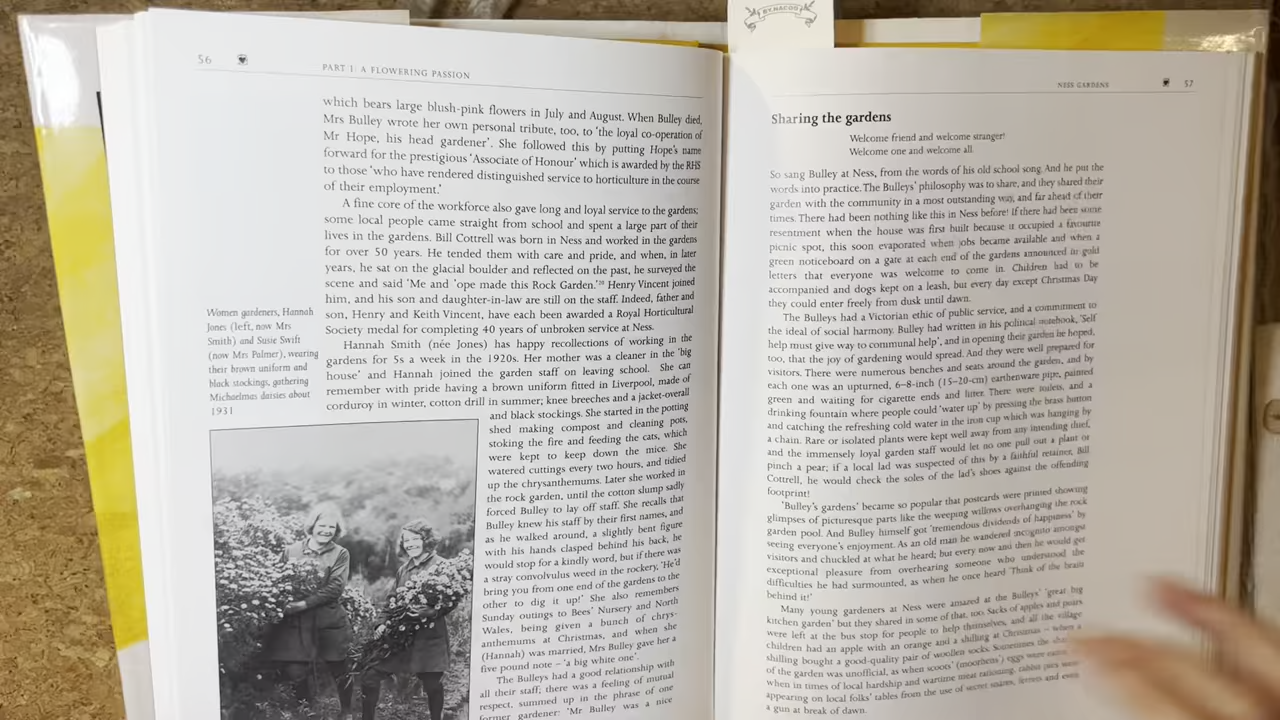 BY NACOO
56
PART 1: A FLOWERING PASSION
which bears large blush-pink flowers in July and August. When Bulley died,
Mrs Bulley wrote her own personal tribute, too, to 'the loyal co-operation of
Mr Hope, his head gardener'. She followed this by putting Hope's name
forward for the prestigious 'Associate of Honour' which is awarded by the RHS
to those 'who have rendered distinguished service to horticulture in the course
of their employment.'
A fine core of the workforce also gave long and loyal service to the gardens;
some local people came straight from school and spent a large part of their
lives in the gardens. Bill Cottrell was born in Ness and worked in the gardens
for over 50 years. He tended them with care and pride, and when, in later
years, he sat on the glacial boulder and reflected on the past, he surveyed the
scene and said 'Me and 'ope made this Rock Garden.' Henry Vincent joined
him, and his son and daughter-in-law are still on the staff. Indeed, father and
son, Henry and Keith Vincent, have each been awarded a Royal Horticultural
Society medal for completing 40 years of unbroken service at Ness.
Hannah Smith (née Jones) has happy recollections of working in the
gardens for 5s a week in the 1920s. Her mother was a cleaner in the 'big
house' and Hannah joined the garden staff on leaving school. She can
remember with pride having a brown uniform fitted in Liverpool, made of
corduroy in winter, cotton drill in summer; knee breeches and a jacket-overall
and black stockings. She started in the potting
shed making compost and cleaning pots,
stoking the fire and feeding the cats, which
were kept to keep down the mice. She
watered cuttings every two hours, and tidied
up the chrysanthemums. Later she worked in
the rock garden, until the cotton slump sadly
forced Bulley to lay off staff. She recalls that
Bulley knew his staff by their first names, and
as he walked around, a slightly bent figure
with his hands clasped behind his back, he
would stop for a kindly word, but if there was
a stray convolvulus weed in the rockery, 'He'd
bring you from one end of the gardens to the
other to dig it up!' She also remembers
Sunday outings to Bees' Nursery and North
Wales, being given a bunch of chrys-
anthemums at Christmas, and when she
(Hannah) was married, Mrs Bulley gave her a
five pound note – 'a big white one'.
The Bulleys had a good relationship with
all their staff; there was a feeling of mutual
respect, summed up in the phrase of one
former gardener: 'Mr Bulley was a nice
Women gardeners, Hannah
Jones (left, now Mrs
Smith) and Susie Swift
(now Mrs Palmer), wearing
their brown uniform and
black stockings, gathering
Michaelmas daisies about
1931
NESS GARDENS
57
Sharing the gardens
Welcome friend and welcome stranger!
Welcome one and welcome all.
So sang Bulley at Ness, from the words of his old school song. And he put the
words into practice. The Bulleys' philosophy was to share, and they shared their
garden with the community in a most outstanding way, and far ahead of their
times. There had been nothing like this in Ness before! If there had been some
resentment when the house was first built because it occupied a favourite
picnic spot, this soon evaporated when jobs became available and when a
green noticeboard on a gate at each end of the gardens announced in gold
letters that everyone was welcome to come in. Children had to be
accompanied and dogs kept on a leash, but every day except Christmas Day
they could enter freely from dusk until dawn.
The Bulleys had a Victorian ethic of public service, and a commitment to
the ideal of social harmony. Bulley had written in his political notebook, 'Self
help must give way to communal help', and in opening their garden be hoped,
too, that the joy of gardening would spread. And they were well prepared for
visitors. There were numerous benches and seats around the garden, and by
each one was an upturned, 6–8-inch (15–20-cm) earthenware pipe, painted
green and waiting for cigarette ends and litter. There were toilets, and a
drinking fountain where people could 'water up' by pressing the brass button
and catching the refreshing cold water in the iron cup which was hanging by
a chain. Rare or isolated plants were kept well away from any intending thief,
and the immensely loyal garden staff would let no one pull out a plant or
pinch a pear; if a local lad was suspected of this by a faithful retainer, Bill
Cottrell, he would check the soles of the lad's shoes against the offending
footprint!
'Bulley's gardens' became so popular that postcards were printed showing
glimpses of picturesque parts like the weeping willows overhanging the rock
garden pool. And Bulley himself got 'tremendous dividends of happiness' by
seeing everyone's enjoyment. As an old man he wandered incognito amongst
visitors and chuckled at what he heard; but every now and then he would get
exceptional pleasure from overhearing someone who understood the
difficulties he had surmounted, as when he once heard 'Think of the brain
behind it!'
Many young gardeners at Ness were amazed at the Bulleys' 'great big
kitchen garden' but they shared in some of that, too. Sacks of apples and pears
were left at the bus stop for people to help themselves, and all the village
children had an apple with an orange and a shilling at Christmas – when a
shilling bought a good-quality pair of woollen socks. Sometimes the
of the garden was unofficial, as when scoots' (moorhens') eggs were
when in times of local hardship and wartime meat rationing, rabbit pies were
appearing on local folks' tables from the use of secret snares, ferrets and even
a gun at break of dawn.